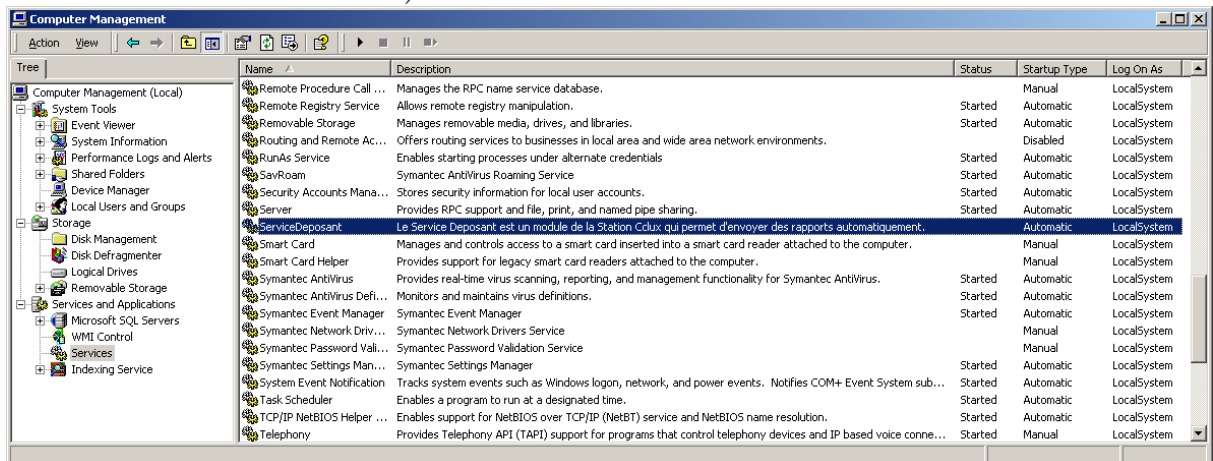 Computer Management
Action View
Tree
Name Description Status Startup Type Log On As
Computer Management (Local)
System Tools
Event Viewer
System Information
Performance Logs and Alerts
Shared Folders
Device Manager
Local Users and Groups
Storage
Disk Management
Disk Defragmenter
Logical Drives
Removable Storage
Services and Applications
Microsoft SQL Servers
WMI Control
Services
Indexing Service
Remote Procedure Call ... Manages the RPC name service database. Manual LocalSystem
Remote Registry Service Allows remote registry manipulation. Started Automatic LocalSystem
Removable Storage Manages removable media, drives, and libraries. Started Automatic LocalSystem
Routing and Remote Ac... Offers routing services to businesses in local area and wide area network environments. Disabled LocalSystem
RunAs Service Enables starting processes under alternate credentials Started Automatic LocalSystem
SavRoam Symantec AntiVirus Roaming Service Started Automatic LocalSystem
Security Accounts Mana... Stores security information for local user accounts. Started Automatic LocalSystem
Server Provides RPC support and file, print, and named pipe sharing. Started Automatic LocalSystem
ServiceDeposant Le Service Deposant est un module de la Station Cclux qui permet d'envoyer des rapports automatiquement. Automatic LocalSystem
Smart Card Manages and controls access to a smart card inserted into a smart card reader attached to the computer. Manual LocalSystem
Smart Card Helper Provides support for legacy smart card readers attached to the computer. Manual LocalSystem
Symantec AntiVirus Provides real-time virus scanning, reporting, and management functionality for Symantec AntiVirus. Started Automatic LocalSystem
Symantec AntiVirus Defi... Monitors and maintains virus definitions. Started Automatic LocalSystem
Symantec Event Manager Symantec Event Manager Started Automatic LocalSystem
Symantec Network Driv... Symantec Network Drivers Service Manual LocalSystem
Symantec Password Vali... Symantec Password Validation Service Manual LocalSystem
Symantec Settings Man... Symantec Settings Manager Started Automatic LocalSystem
System Event Notification Tracks system events such as Windows logon, network, and power events. Notifies COM+ Event System sub... Started Automatic LocalSystem
Task Scheduler Enables a program to run at a designated time. Started Automatic LocalSystem
TCP/IP NetBIOS Helper ... Enables support for NetBIOS over TCP/IP (NetBT) service and NetBIOS name resolution. Started Automatic LocalSystem
Telephony Provides Telephony API (TAPI) support for programs that control telephony devices and IP based voice conne... Started Manual LocalSystem